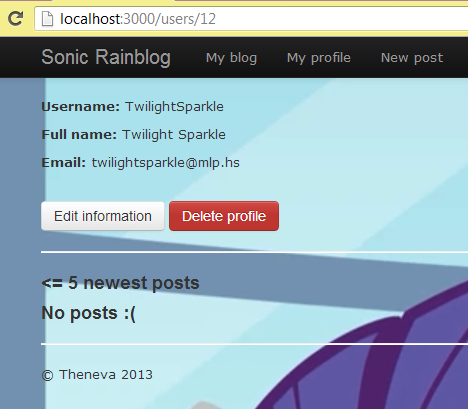 localhost:3000/users/12
Sonic Rainblog My blog My profile New post
Username: TwilightSparkle
Full name: Twilight Sparkle
Email: twilightsparkle@mlp.hs
Edit information Delete profile
<= 5 newest posts
No posts :(
© Theneva 2013